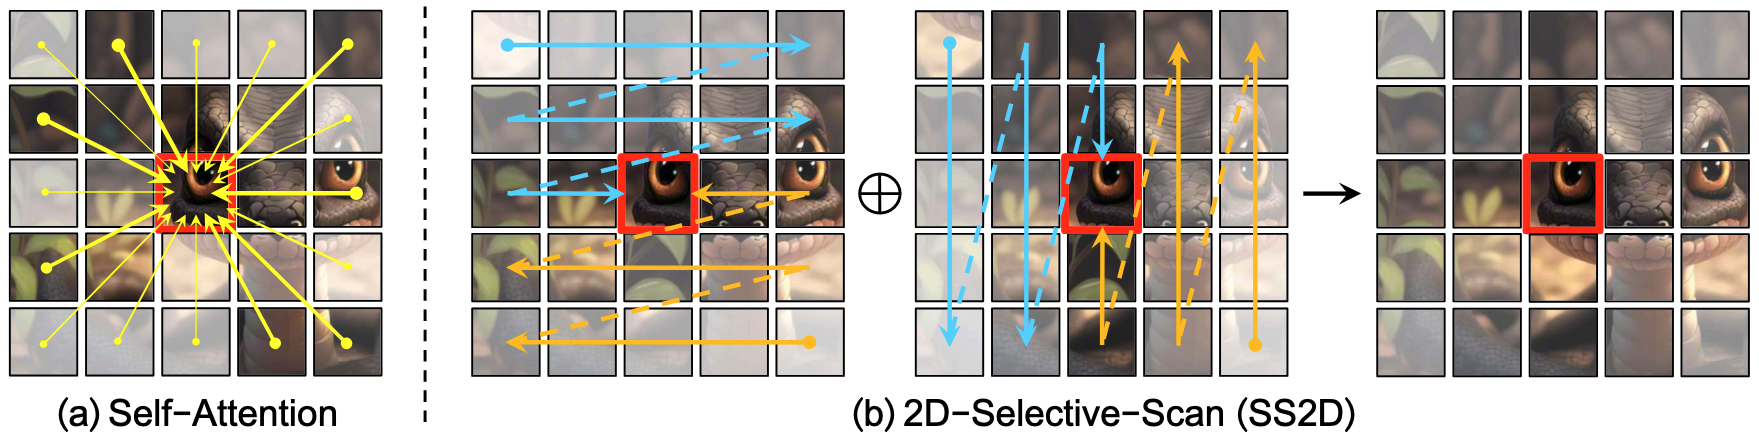 (a) Self-Attention
(b) 2D-Selective-Scan (SS2D)